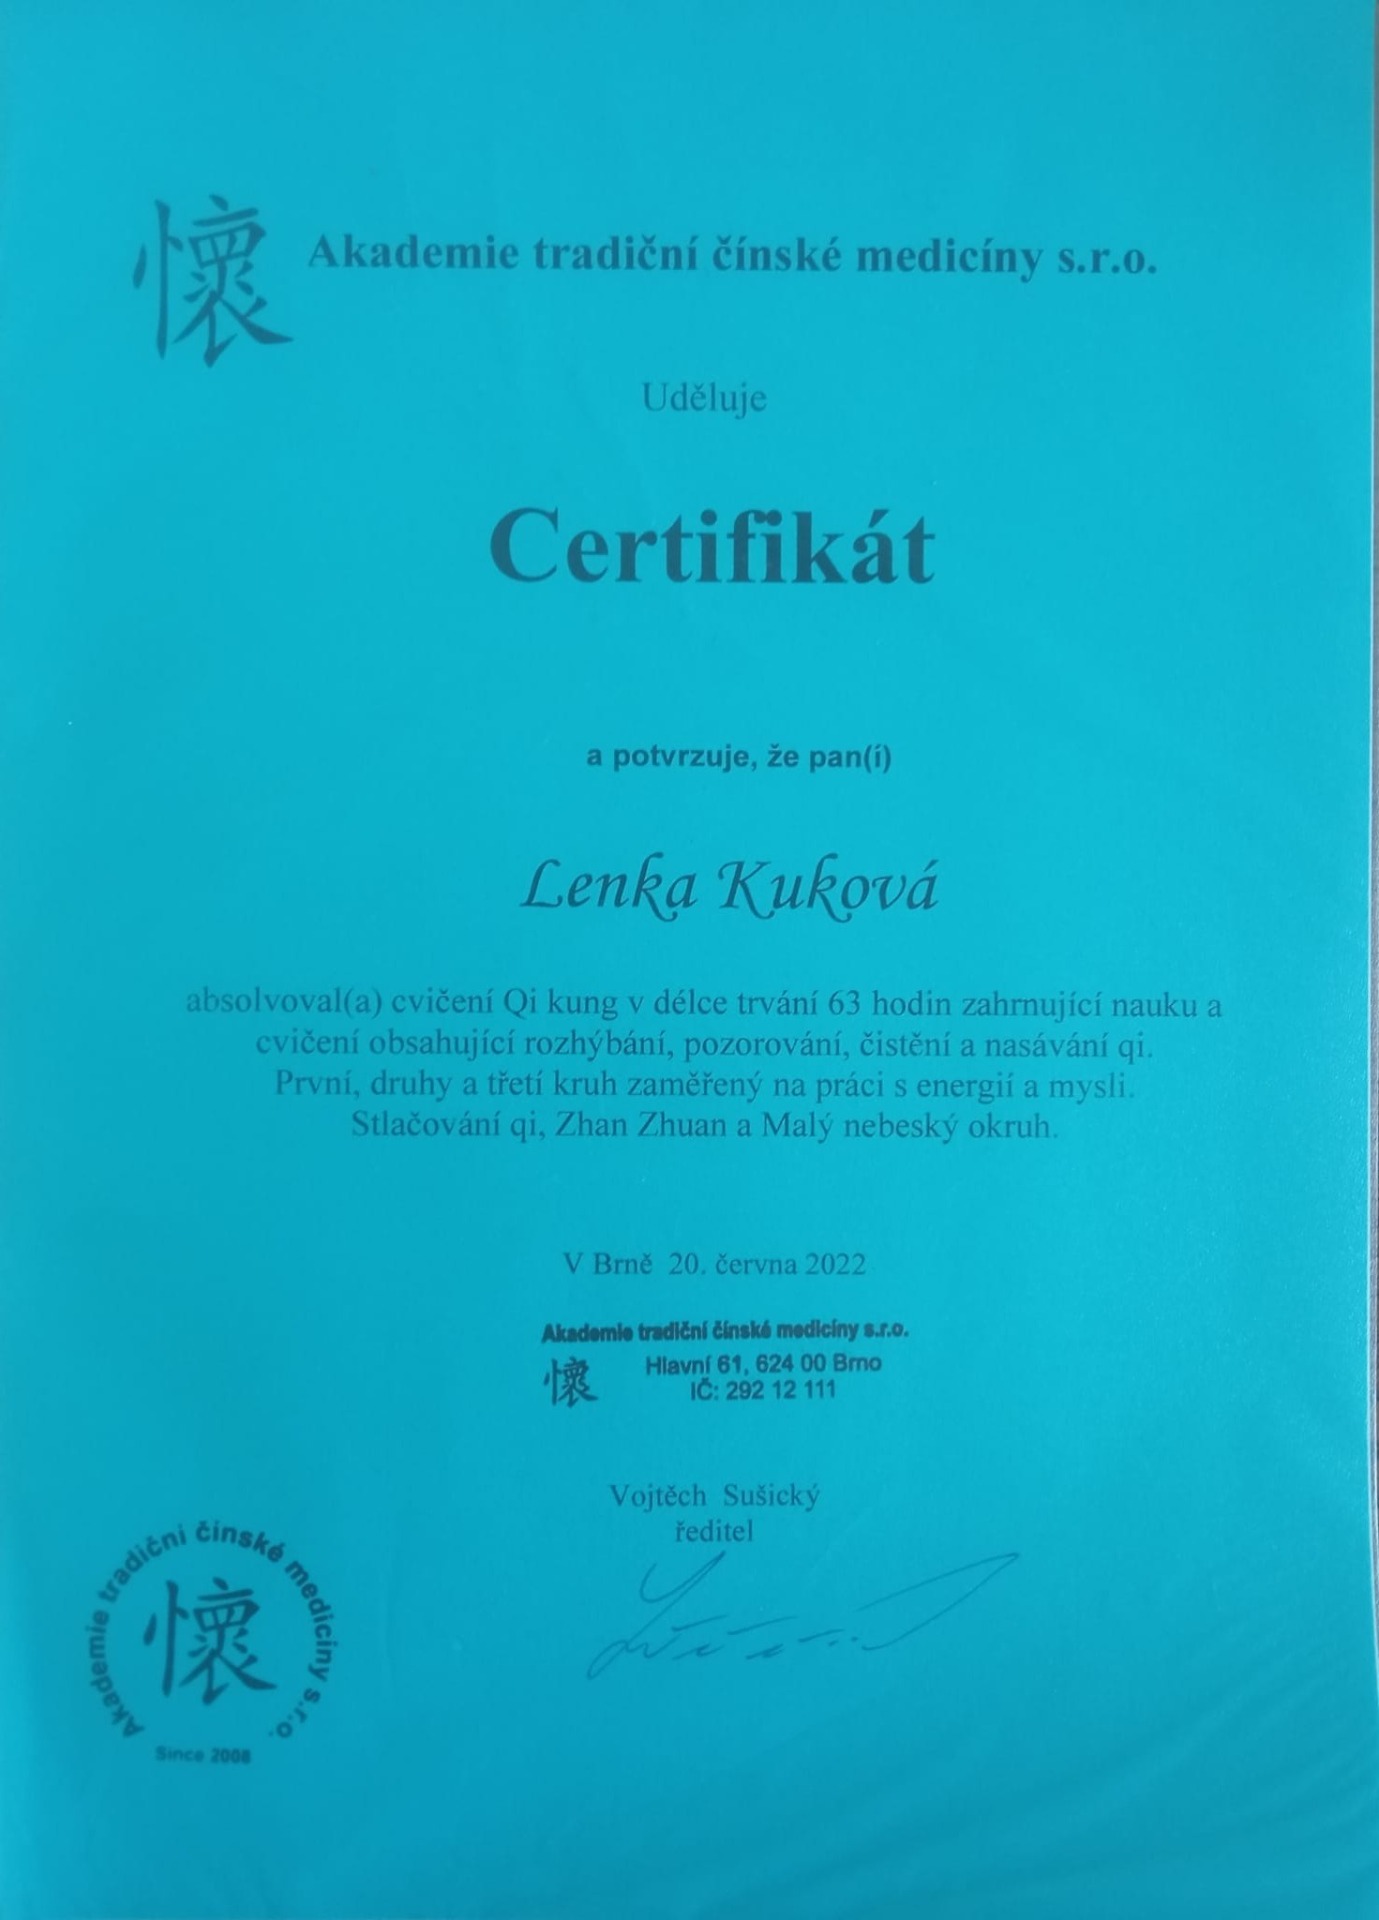 懷 Akademie tradiční čínské medicíny s.r.o.
Uděluje
Certifikát
a potvrzuje, že pan(í)
Lenka Kuková
absolvoval(a) cvičení Qi kung v délce trvání 63 hodin zahrnující nauku a
cvičení obsahující rozhýbání, pozorování, čistění a nasávání qi.
První, druhy a třetí kruh zaměřený na práci s energií a mysli.
Stlačování qi, Zhan Zhuan a Malý nebeský okruh.
V Brně 20. června 2022
Akademie tradiční čínské medicíny s.r.o.
懷 Hlavní 61, 624 00 Brno
IČ: 292 12 111
Vojtěch Sušický
ředitel
Akademie tradiční čínské medicíny s.r.o.
懷
Since 2008